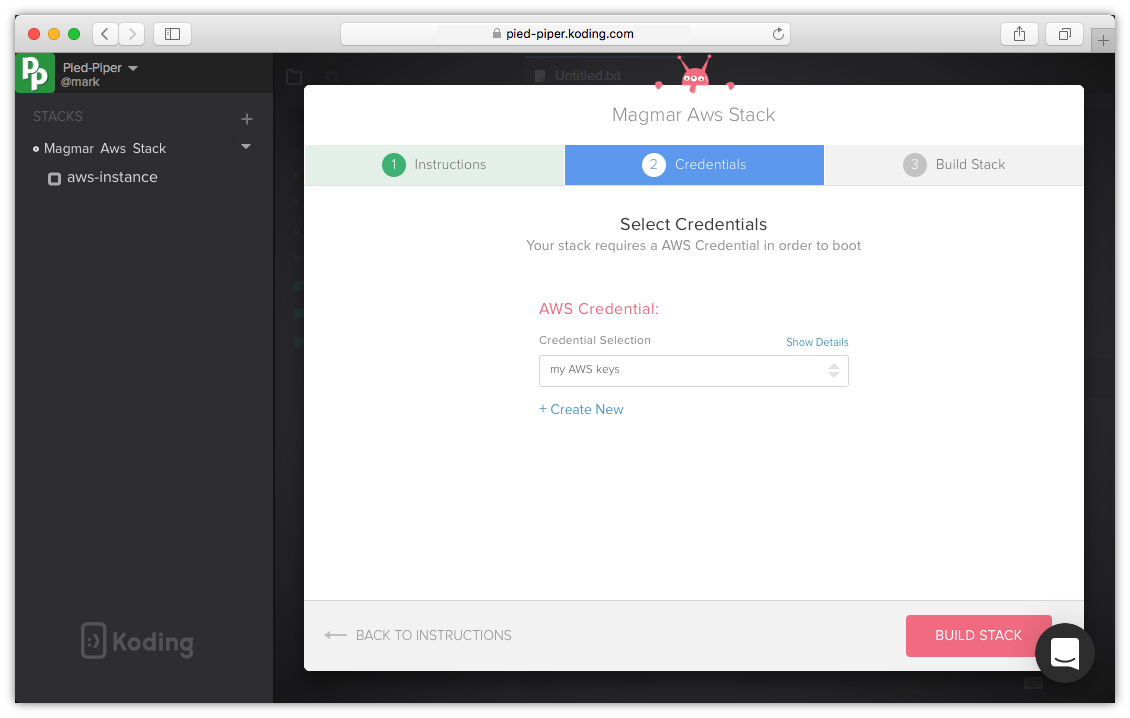 pied-piper.koding.com
Pp
Pied-Piper
@mark
Untitled.txt
STACKS
Magmar Aws Stack
aws-instance
Koding
Magmar Aws Stack
1 Instructions
2 Credentials
3 Build Stack
Select Credentials
Your stack requires a AWS Credential in order to boot
AWS Credential:
Credential Selection
Show Details
my AWS keys
+ Create New
BACK TO INSTRUCTIONS
BUILD STACK